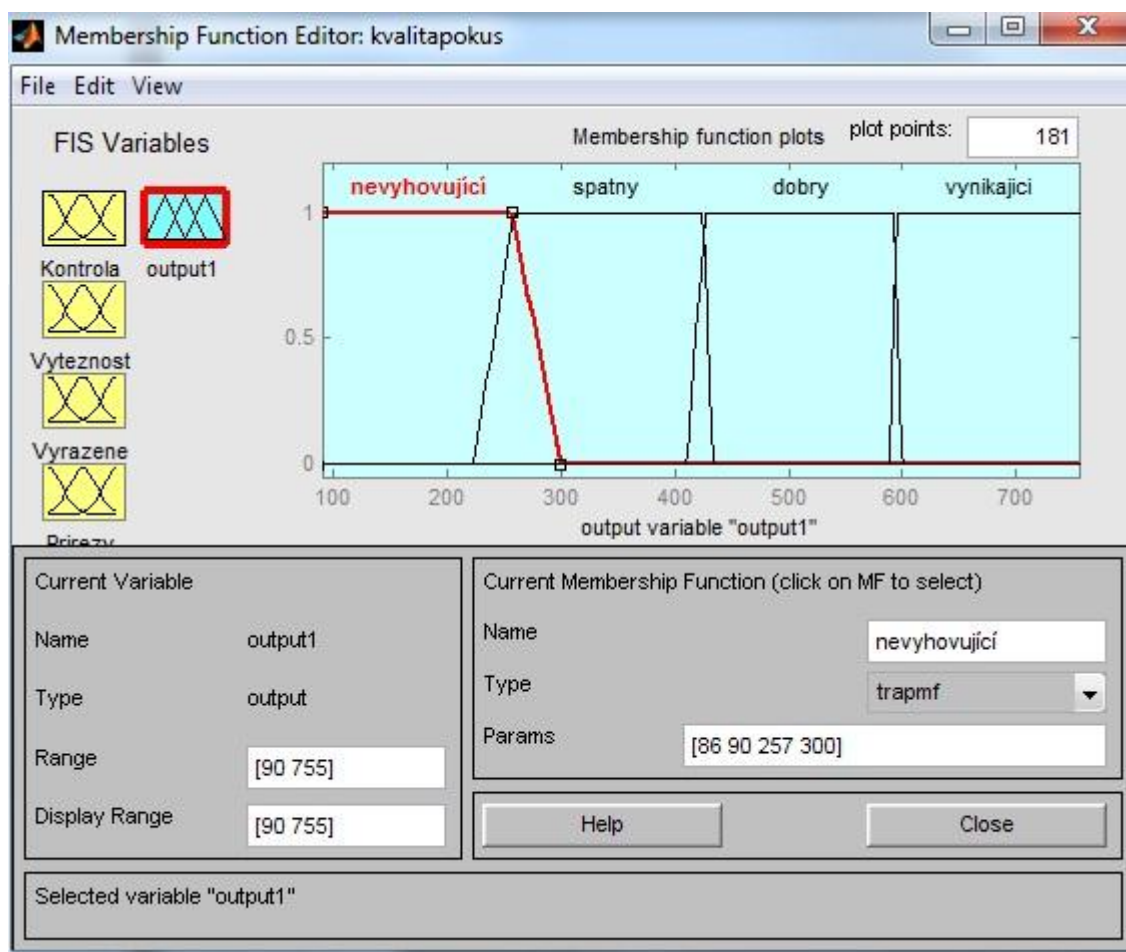 Membership Function Editor: kvalitapokus
File Edit View
FIS Variables
Membership function plots plot points: 181
nevyhovující spatny dobry vynikajici
1
0.5
0
100 200 300 400 500 600 700
output variable "output1"
Kontrola output1
Vyteznost
Vyrazene
Prirezy
Current Variable
Name output1
Type output
Range [90 755]
Display Range [90 755]
Current Membership Function (click on MF to select)
Name nevyhovující
Type trapmf
Params [86 90 257 300]
Help Close
Selected variable "output1"